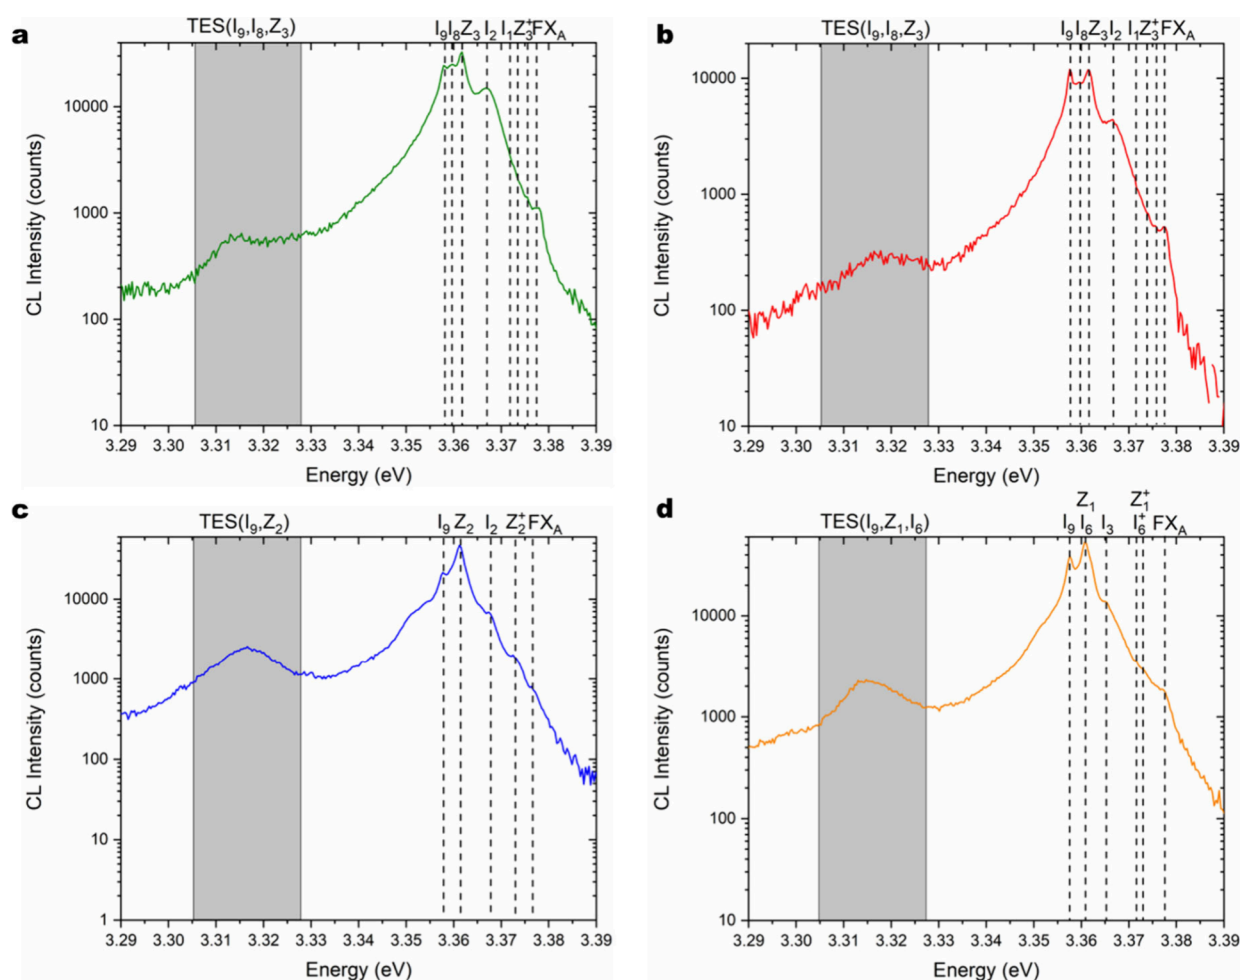 a
TES(I₉,I₈,Z₃) I₉I₈Z₃ I₂ I₁Z₃⁺FX_A
CL Intensity (counts)
10000
1000
100
10
3.29 3.30 3.31 3.32 3.33 3.34 3.35 3.36 3.37 3.38 3.39
Energy (eV)
b
TES(I₉,I₈,Z₃) I₉I₈Z₃I₂ I₁Z₃⁺FX_A
CL Intensity (counts)
10000
1000
100
10
3.29 3.30 3.31 3.32 3.33 3.34 3.35 3.36 3.37 3.38 3.39
Energy (eV)
c
TES(I₉,Z₂) I₉ Z₂ I₂ Z₂⁺FX_A
CL Intensity (counts)
10000
1000
100
10
1
3.29 3.30 3.31 3.32 3.33 3.34 3.35 3.36 3.37 3.38 3.39
Energy (eV)
d
Z₁ Z₁⁺
TES(I₉,Z₁,I₆) I₉ I₆ I₃ I₆⁺ FX_A
CL Intensity (counts)
10000
1000
100
10
3.29 3.30 3.31 3.32 3.33 3.34 3.35 3.36 3.37 3.38 3.39
Energy (eV)